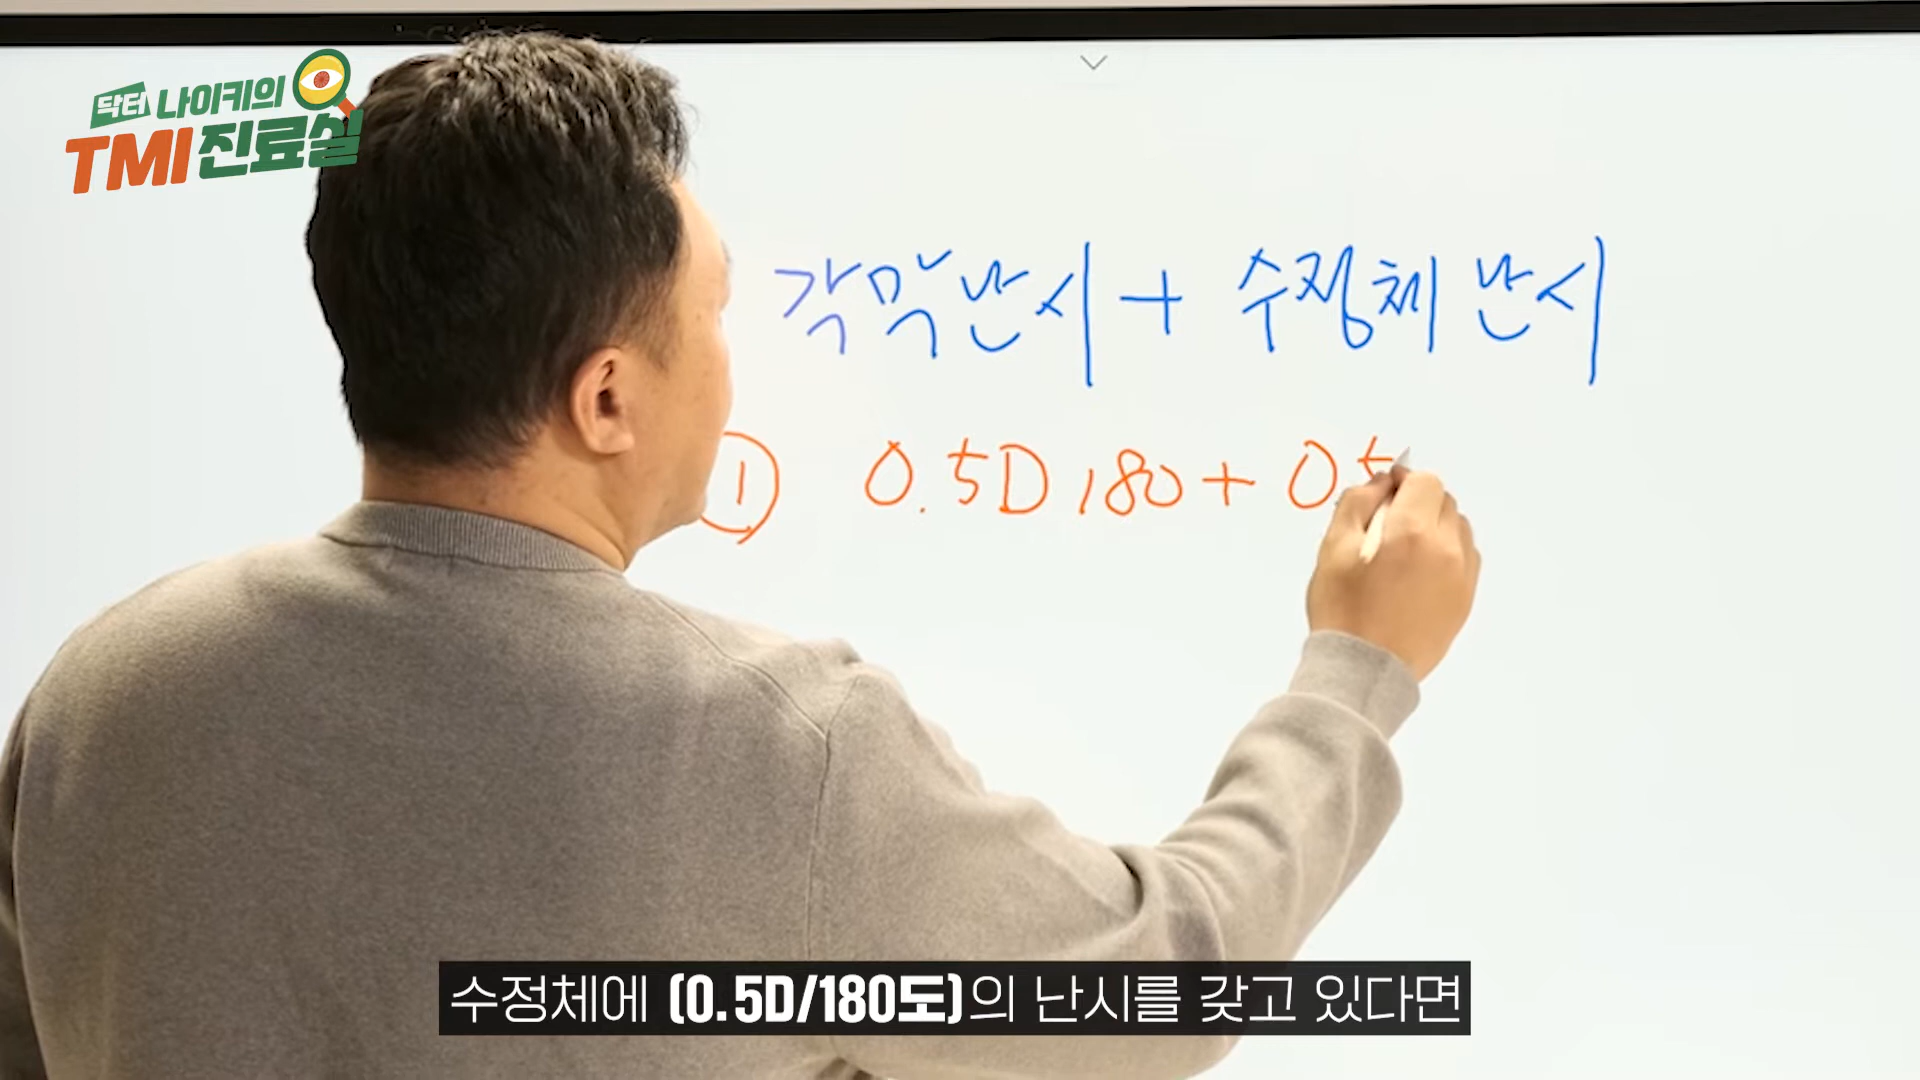 닥터 나이키의
TMI 진료실
각막난시 + 수정체 난시
① 0.5D 180 + 0.5
수정체에 (0.5D/180도)의 난시를 갖고 있다면